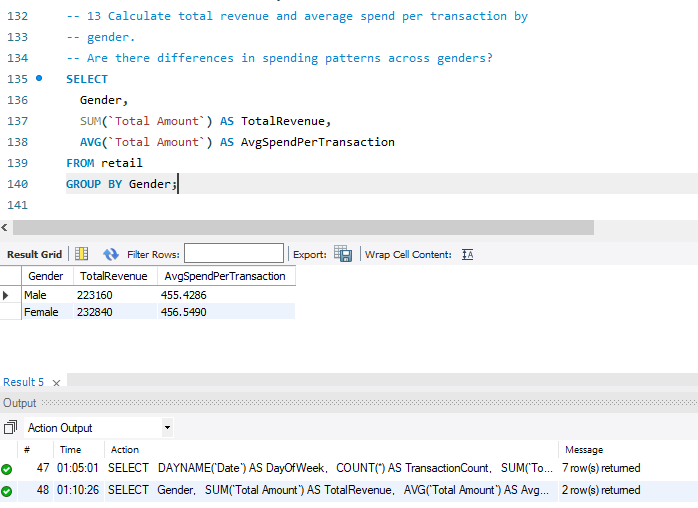 132 -- 13 Calculate total revenue and average spend per transaction by
133 -- gender.
134 -- Are there differences in spending patterns across genders?
135 SELECT
136 Gender,
137 SUM(`Total Amount`) AS TotalRevenue,
138 AVG(`Total Amount`) AS AvgSpendPerTransaction
139 FROM retail
140 GROUP BY Gender;
141
Result Grid Filter Rows: Export: Wrap Cell Content:
Gender TotalRevenue AvgSpendPerTransaction
Male 223160 455.4286
Female 232840 456.5490
Result 5
Output
Action Output
# Time Action Message
47 01:05:01 SELECT DAYNAME(`Date`) AS DayOfWeek, COUNT(*) AS TransactionCount, SUM(`To... 7 row(s) returned
48 01:10:26 SELECT Gender, SUM(`Total Amount`) AS TotalRevenue, AVG(`Total Amount`) AS Avg... 2 row(s) returned